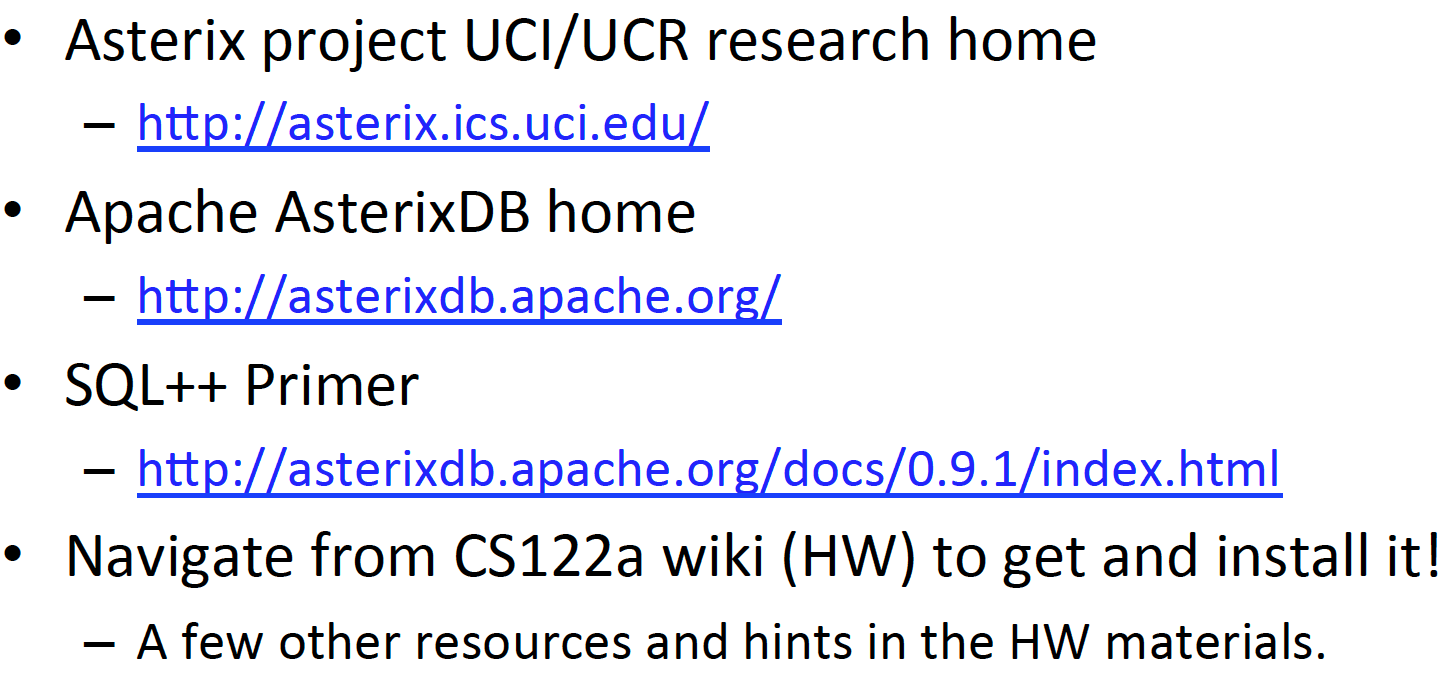 • Asterix project UCI/UCR research home
– http://asterix.ics.uci.edu/
• Apache AsterixDB home
– http://asterixdb.apache.org/
• SQL++ Primer
– http://asterixdb.apache.org/docs/0.9.1/index.html
• Navigate from CS122a wiki (HW) to get and install it!
– A few other resources and hints in the HW materials.